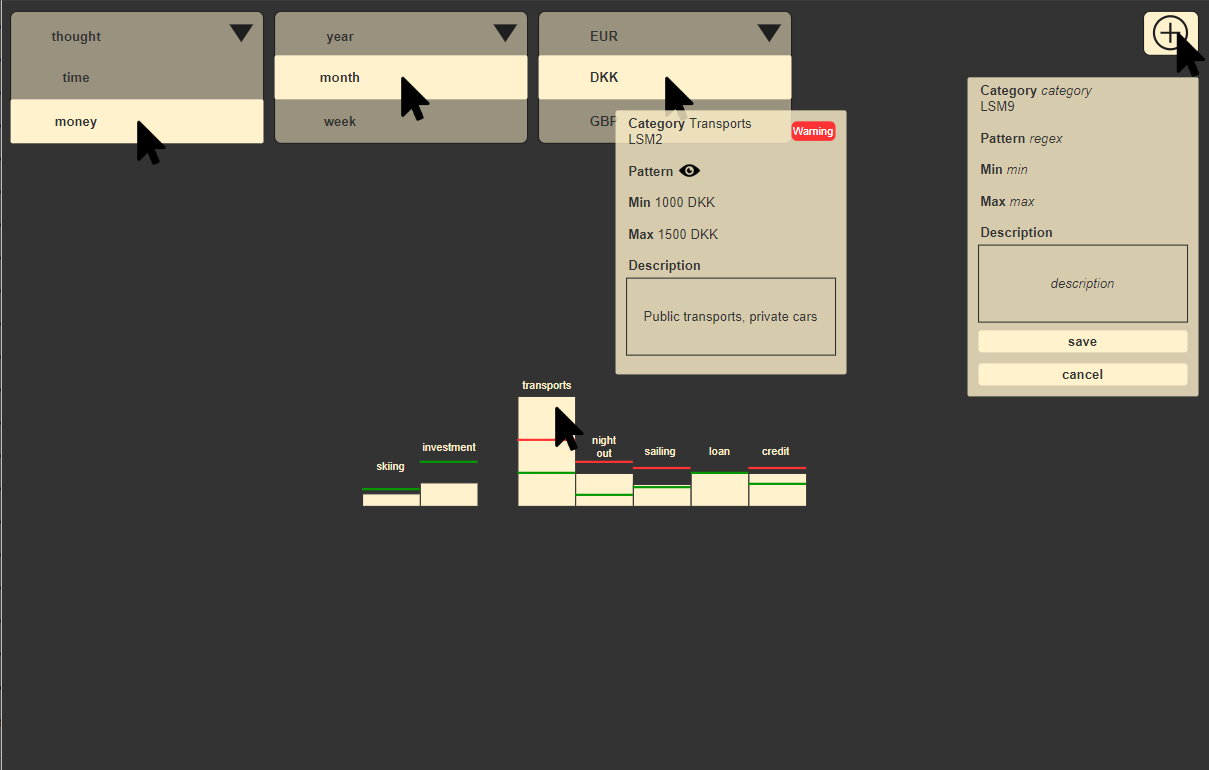 thought
time
money
year
month
week
EUR
DKK
GBP
Category Transports
LSM2
Warning
Pattern
Min 1000 DKK
Max 1500 DKK
Description
Public transports, private cars
Category category
LSM9
Pattern regex
Min min
Max max
Description
description
save
cancel
skiing
investment
transports
night
out
sailing
loan
credit